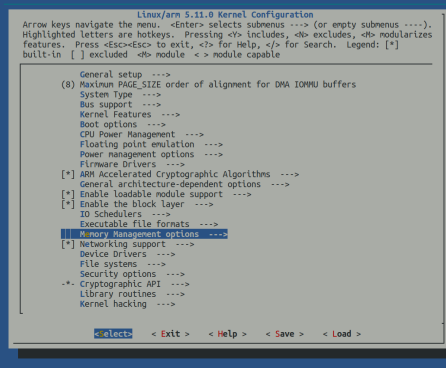 Linux/arm 5.11.0 Kernel Configuration
Arrow keys navigate the menu.  <Enter> selects submenus ---> (or empty submenus ----).
Highlighted letters are hotkeys.  Pressing <Y> includes, <N> excludes, <M> modularizes
features.  Press <Esc><Esc> to exit, <?> for Help, </> for Search.  Legend: [*]
built-in  [ ] excluded  <M> module  < > module capable
General setup  --->
(8) Maximum PAGE_SIZE order of alignment for DMA IOMMU buffers
System Type  --->
Bus support  --->
Kernel Features  --->
Boot options  --->
CPU Power Management  --->
Floating point emulation  --->
Power management options  --->
Firmware Drivers  --->
[*] ARM Accelerated Cryptographic Algorithms  --->
General architecture-dependent options  --->
[*] Enable loadable module support  --->
[*] Enable the block layer  --->
IO Schedulers  --->
Executable file formats  --->
Memory Management options  --->
[*] Networking support  --->
Device Drivers  --->
File systems  --->
Security options  --->
-*- Cryptographic API  --->
Library routines  --->
Kernel hacking  --->
<Select>    < Exit >    < Help >    < Save >    < Load >